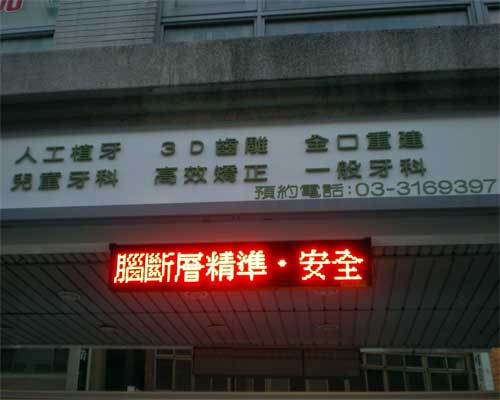 人工植牙 3D齒雕 全口重建
兒童牙科 高效矯正 一般牙科
預約電話:03-3169397
腦斷層精準·安全